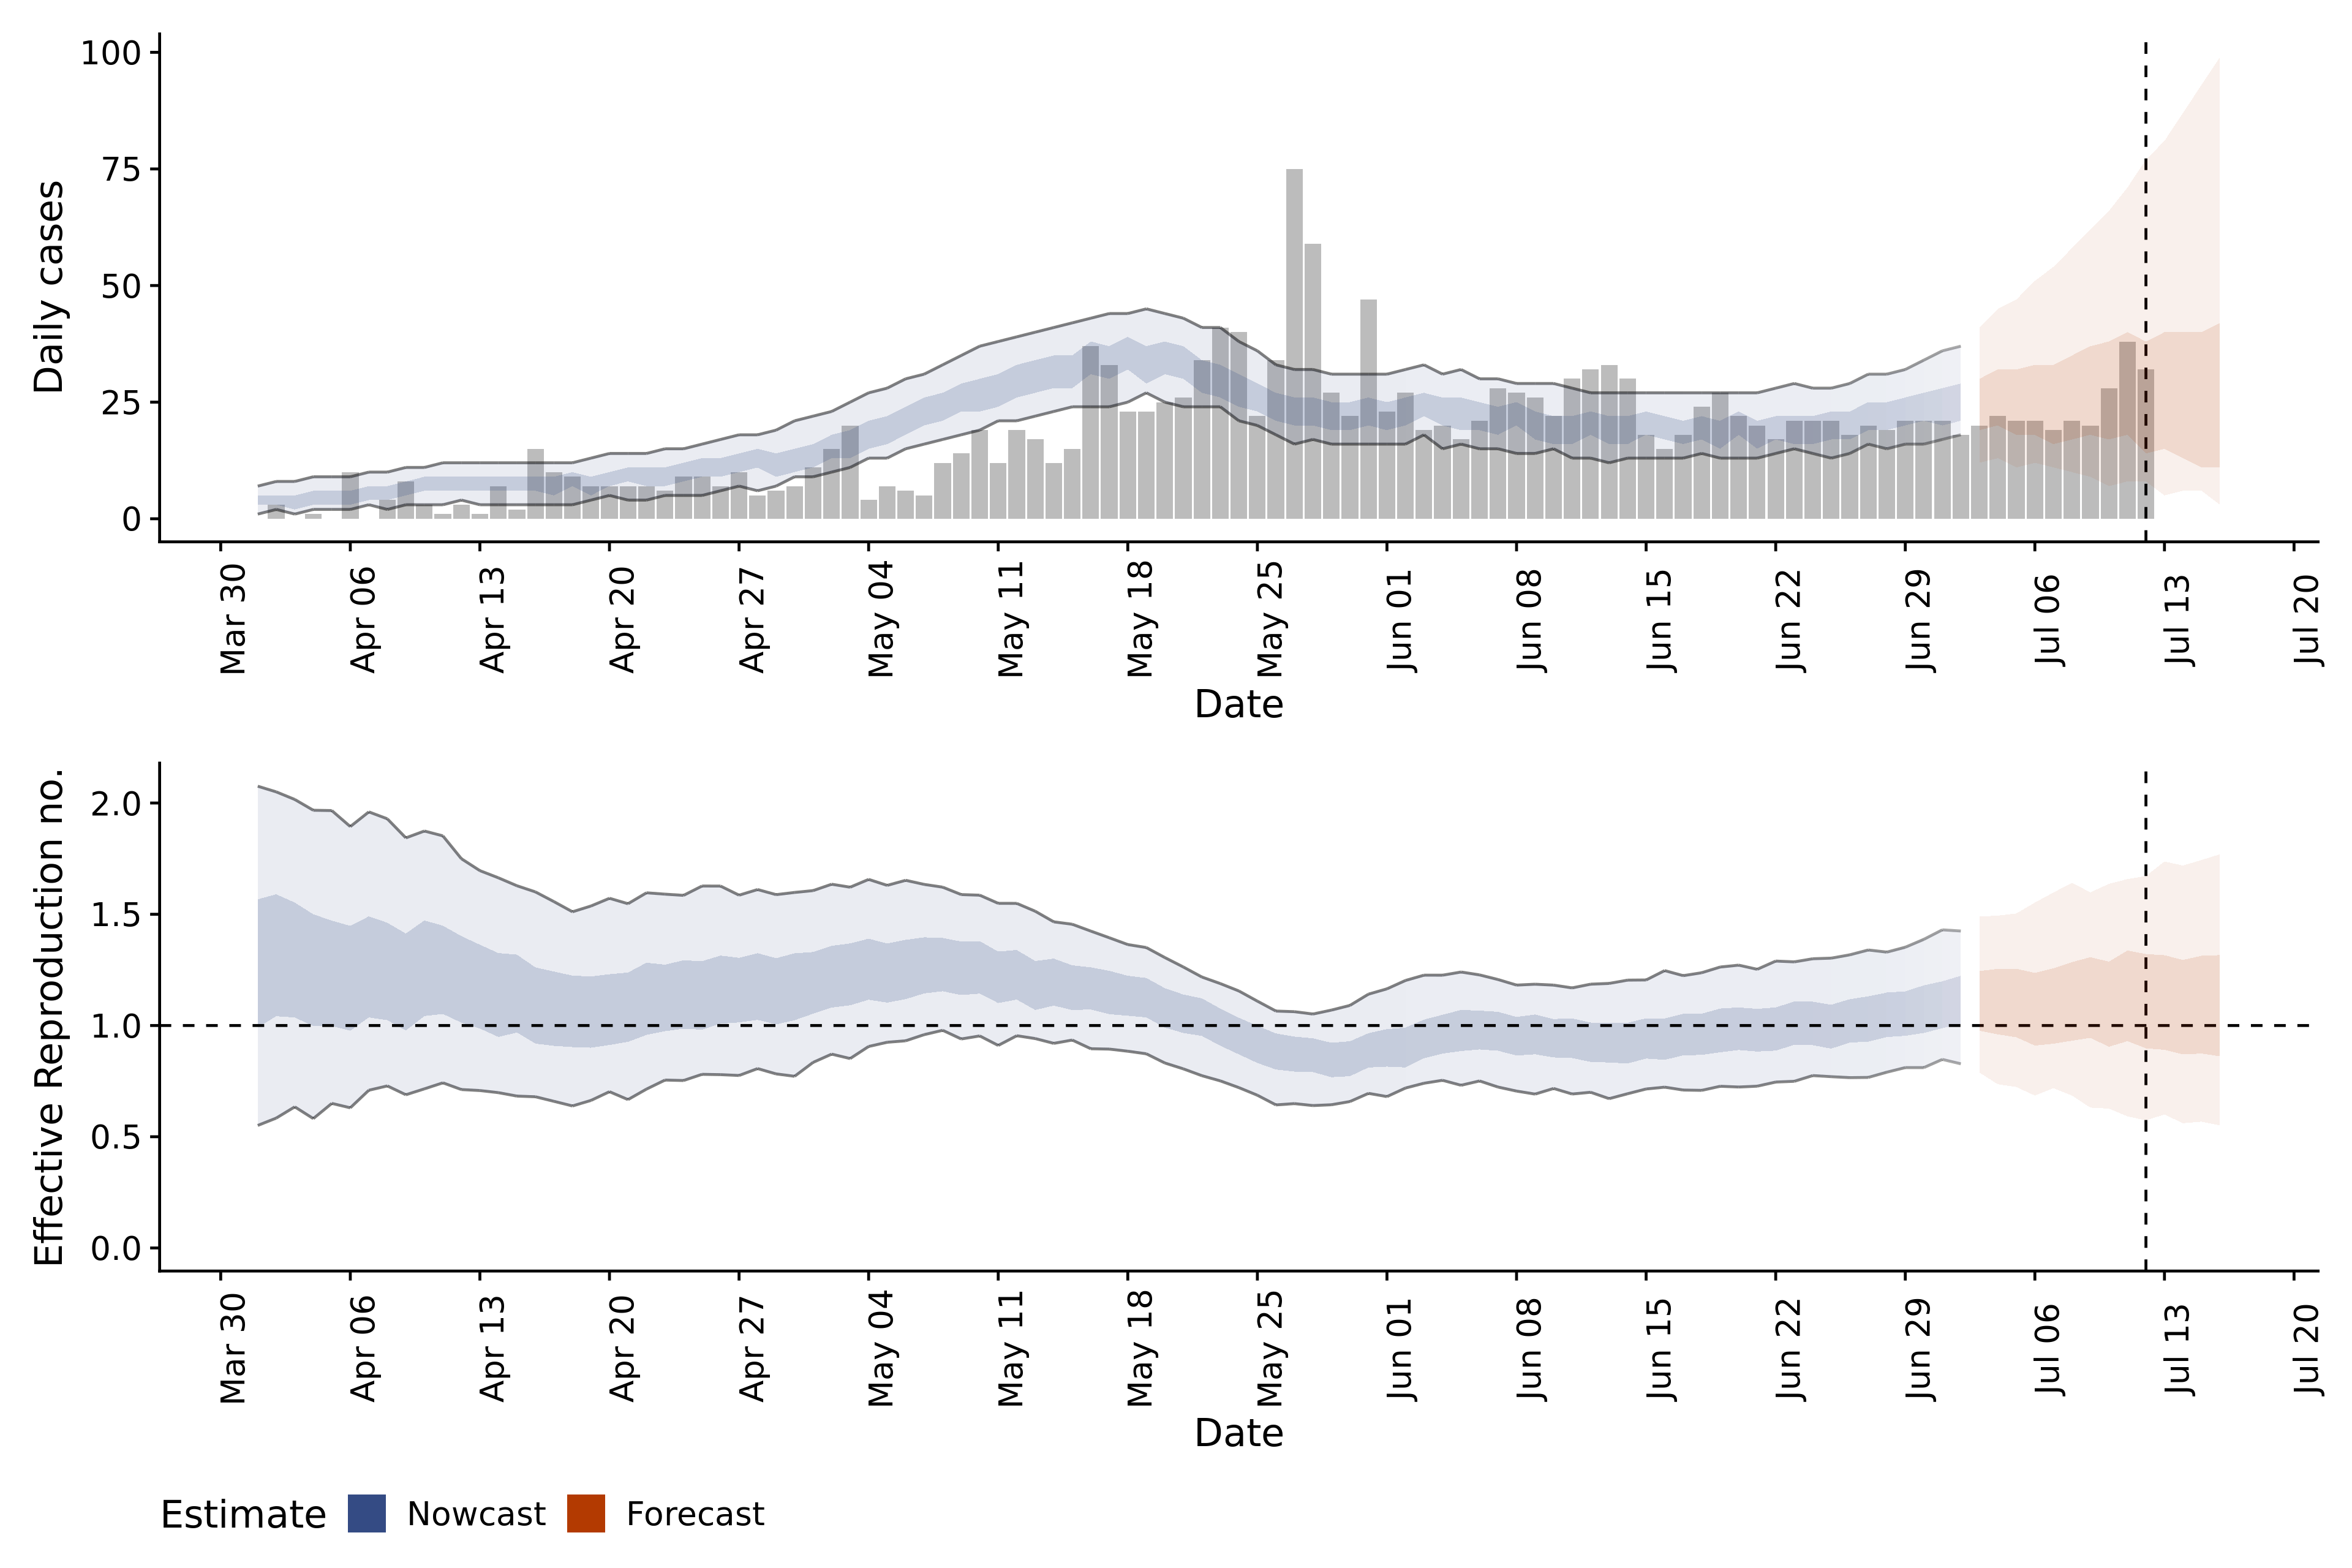 100
75
50
25
0
Daily cases
Mar 30
Apr 06
Apr 13
Apr 20
Apr 27
May 04
May 11
May 18
May 25
Jun 01
Jun 08
Jun 15
Jun 22
Jun 29
Jul 06
Jul 13
Jul 20
Date
2.0
1.5
1.0
0.5
0.0
Effective Reproduction no.
Mar 30
Apr 06
Apr 13
Apr 20
Apr 27
May 04
May 11
May 18
May 25
Jun 01
Jun 08
Jun 15
Jun 22
Jun 29
Jul 06
Jul 13
Jul 20
Date
Estimate Nowcast Forecast